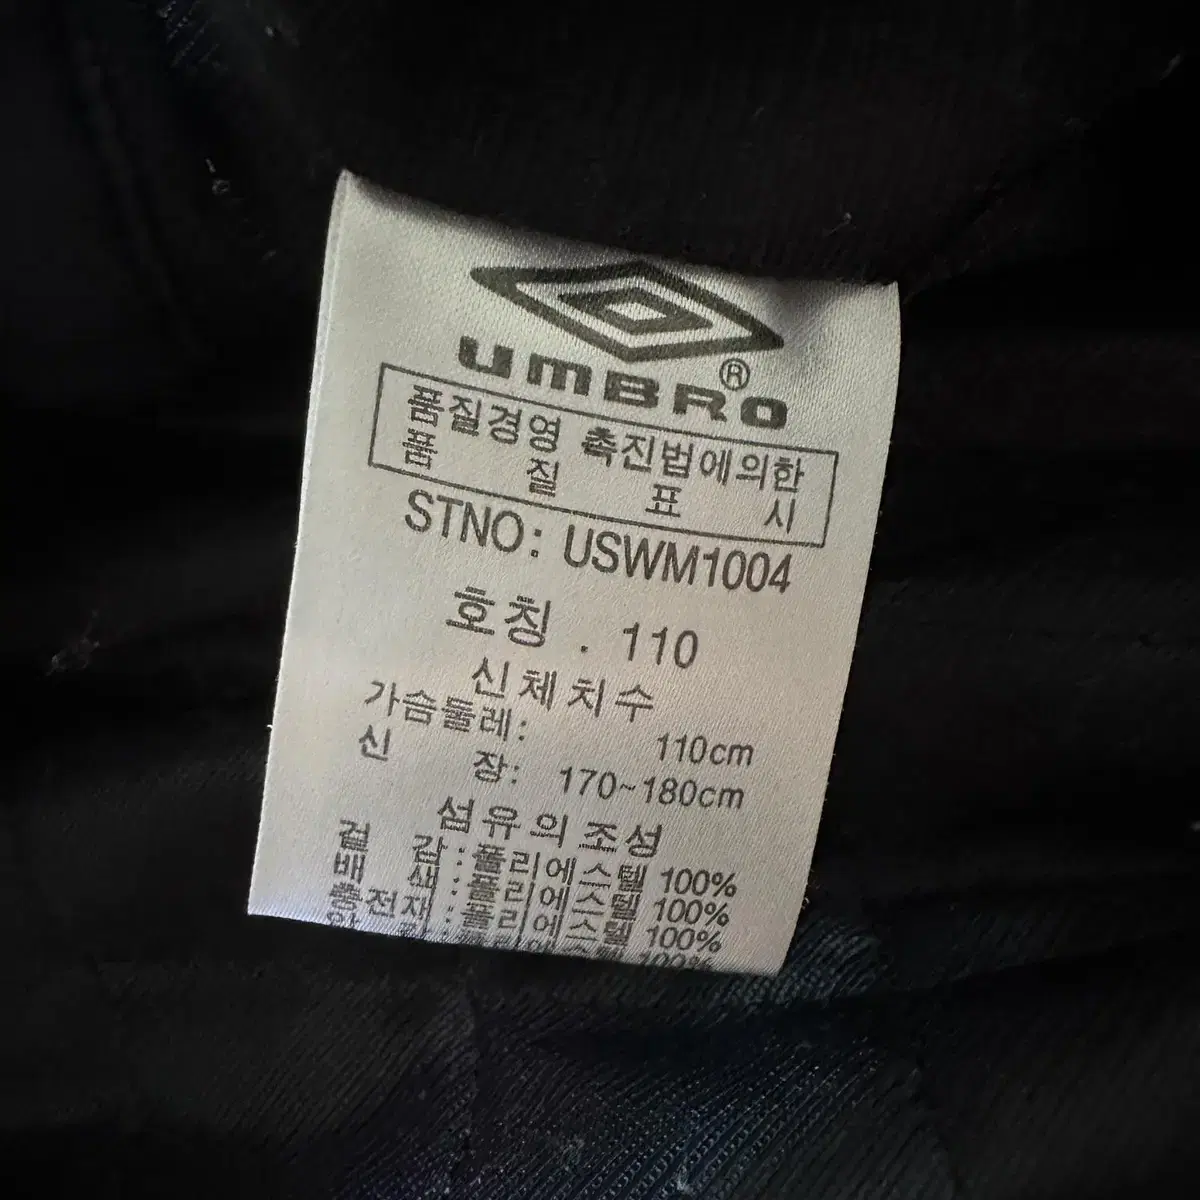 UMBRO®
품질경영 촉진법에의한
품 질 표 시
STNO: USWM1004
호칭 . 110
신체치수
가슴둘레: 110cm
신 장: 170~180cm
섬유의 조성
겉 감: 폴리에스텔 100%
배 색: 폴리에스텔 100%
충전재: 폴리에스텔 100%
100%